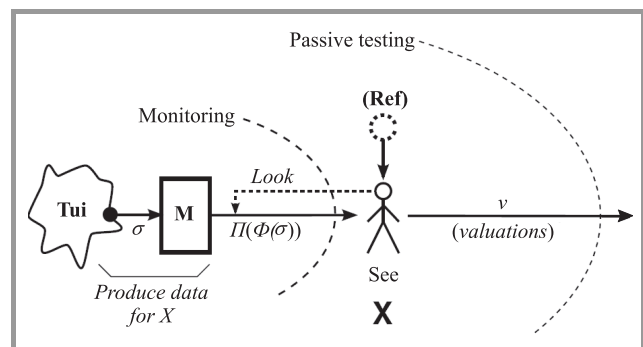 Passive testing
(Ref)
Monitoring
Look
Tui
σ
M
Π(Φ(σ))
v
(valuations)
See
X
Produce data
for X